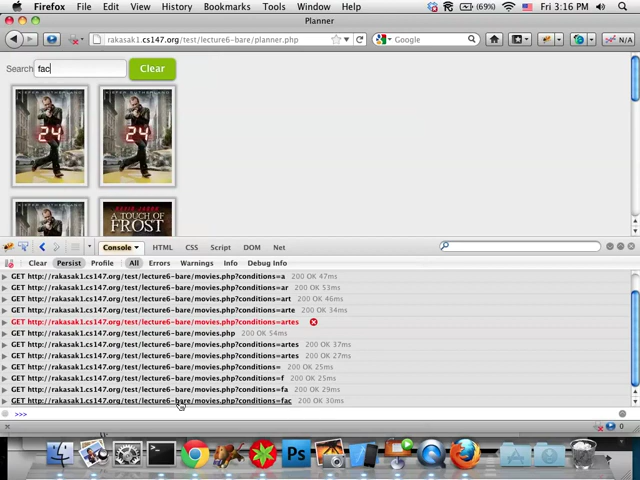 Firefox File Edit View History Bookmarks Tools Window Help (69%) Fri 3:16 PM
Planner
rakasak1.cs147.org/test/lecture6-bare/planner.php Google N/A
Search fac Clear
24 24
A TOUCH OF
FROST
Console HTML CSS Script DOM Net
Clear Persist Profile All Errors Warnings Info Debug Info
GET http://rakasak1.cs147.org/test/lecture6-bare/movies.php?conditions=a 200 OK 47ms
GET http://rakasak1.cs147.org/test/lecture6-bare/movies.php?conditions=ar 200 OK 53ms
GET http://rakasak1.cs147.org/test/lecture6-bare/movies.php?conditions=art 200 OK 46ms
GET http://rakasak1.cs147.org/test/lecture6-bare/movies.php?conditions=arte 200 OK 34ms
GET http://rakasak1.cs147.org/test/lecture6-bare/movies.php?conditions=artes
GET http://rakasak1.cs147.org/test/lecture6-bare/movies.php 200 OK 54ms
GET http://rakasak1.cs147.org/test/lecture6-bare/movies.php?conditions=artes 200 OK 37ms
GET http://rakasak1.cs147.org/test/lecture6-bare/movies.php?conditions=artes 200 OK 27ms
GET http://rakasak1.cs147.org/test/lecture6-bare/movies.php?conditions= 200 OK 25ms
GET http://rakasak1.cs147.org/test/lecture6-bare/movies.php?conditions=f 200 OK 25ms
GET http://rakasak1.cs147.org/test/lecture6-bare/movies.php?conditions=fa 200 OK 29ms
GET http://rakasak1.cs147.org/test/lecture6-bare/movies.php?conditions=fac 200 OK 30ms
>>>
0
Ps